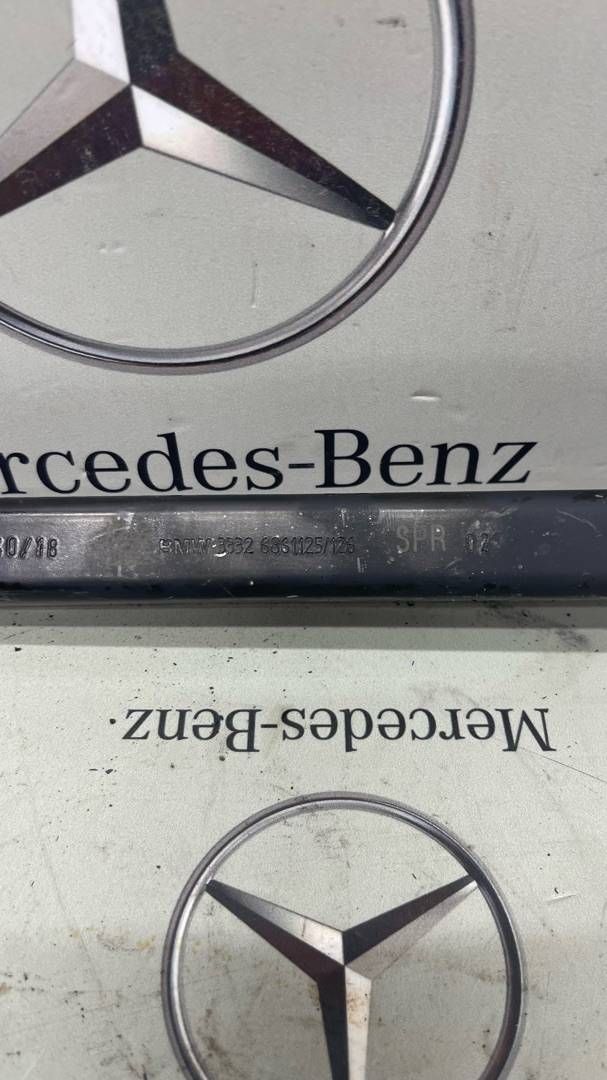 rcedes-Benz
30/18 BMW 3332 6861125/126 SPR 02
Mercedes-Benz.